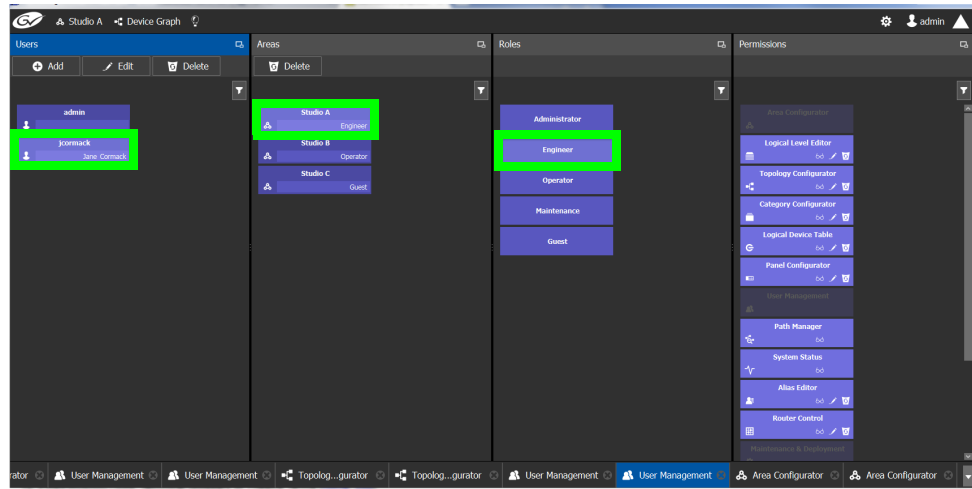 Studio A Device Graph admin
Users
Add Edit Delete
admin
jcormack
Jane Cormack
Areas
Delete
Studio A
Engineer
Studio B
Operator
Studio C
Guest
Roles
Administrator
Engineer
Operator
Maintenance
Guest
Permissions
Area Configurator
Logical Level Editor
Topology Configurator
Category Configurator
Logical Device Table
Panel Configurator
User Management
Path Manager
System Status
Alias Editor
Router Control
Maintenance & Deployment
rator User Management User Management Topolog...gurator Topolog...gurator User Management User Management Area Configurator Area Configurator